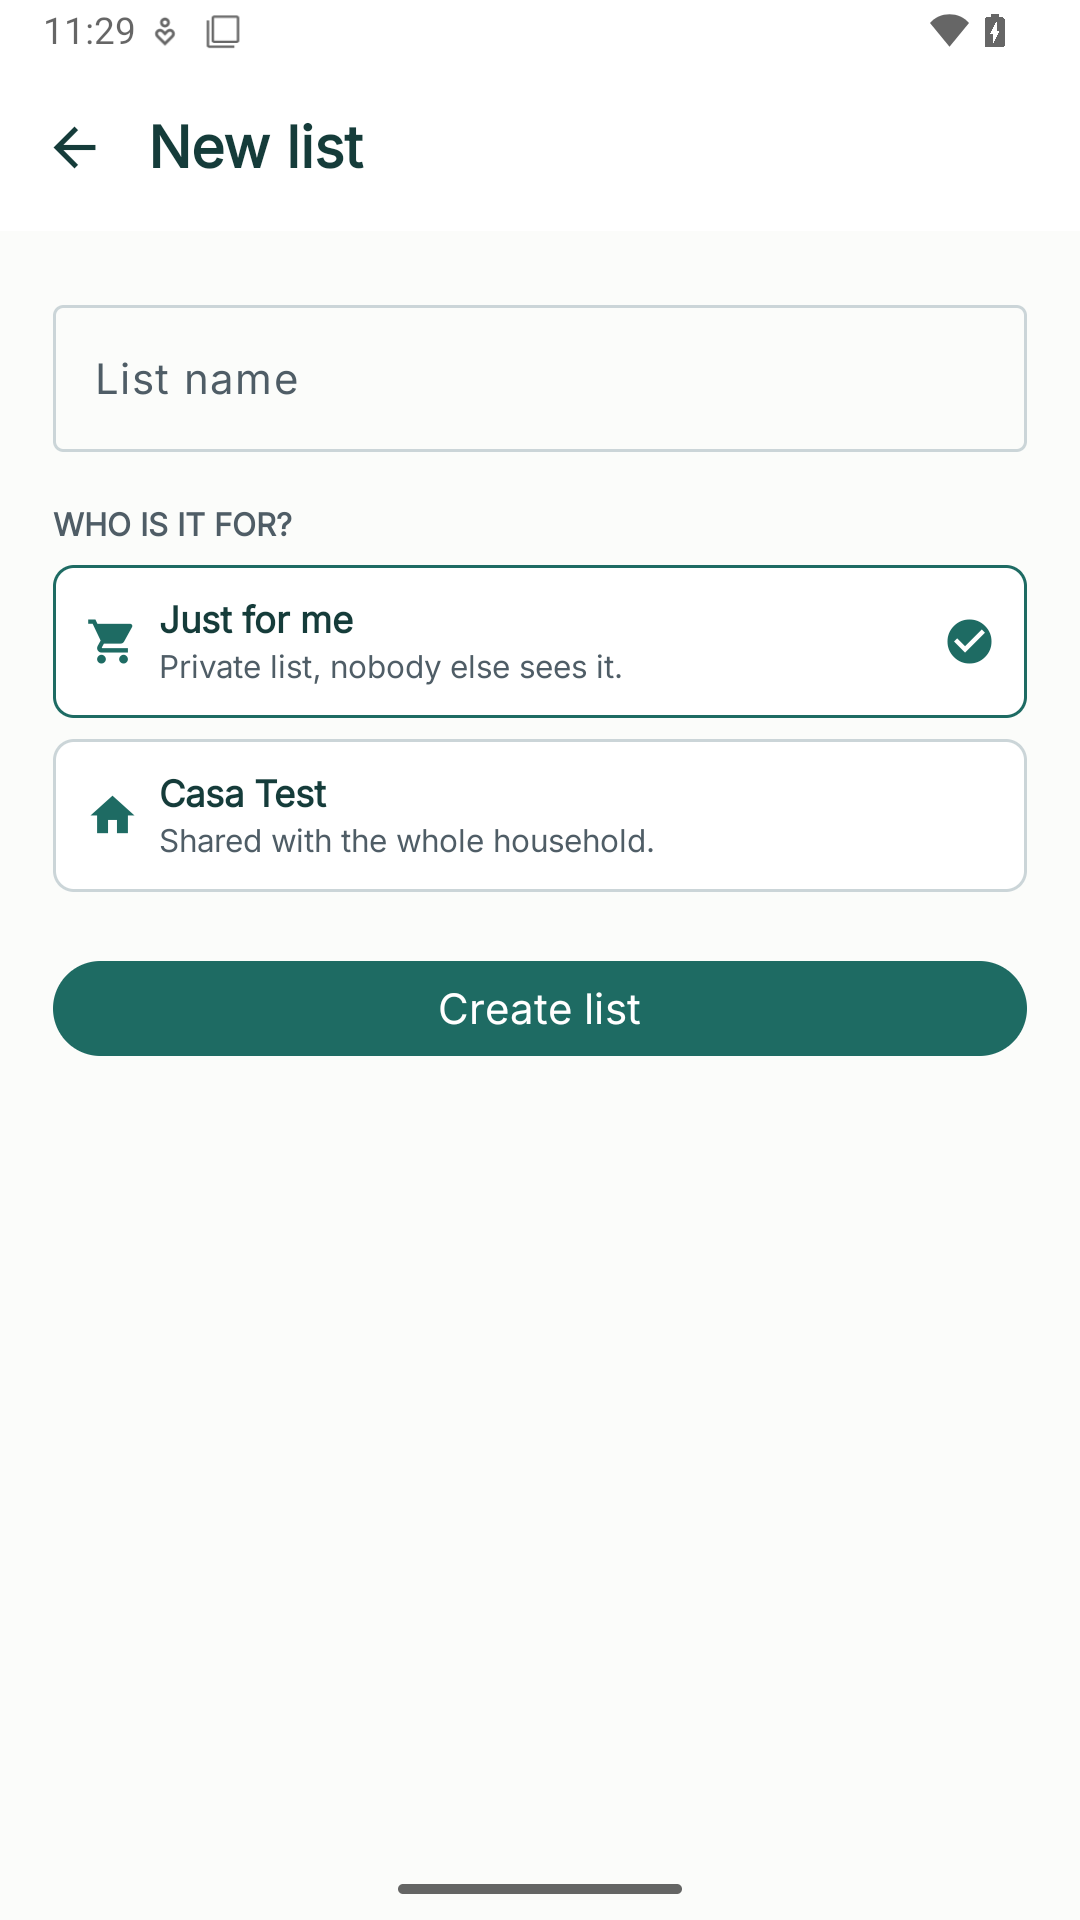 11:29
New list
List name
WHO IS IT FOR?
Just for me
Private list, nobody else sees it.
Casa Test
Shared with the whole household.
Create list